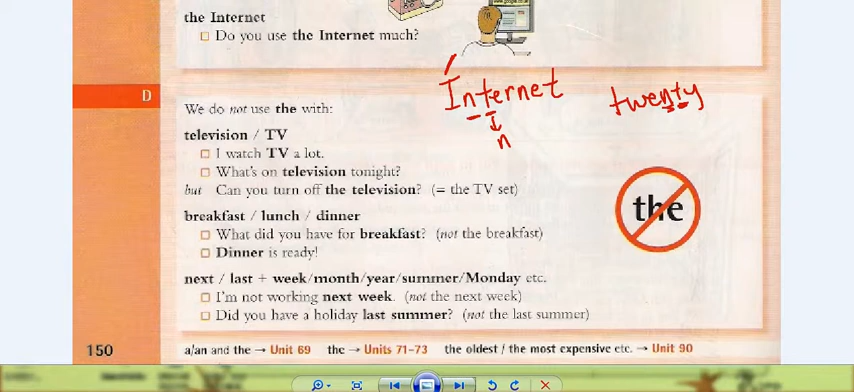 the Internet
Do you use the Internet much?
Internet
n
twenty
D
We do not use the with:
television / TV
I watch TV a lot.
What's on television tonight?
but Can you turn off the television? (= the TV set)
breakfast / lunch / dinner
What did you have for breakfast? (not the breakfast)
Dinner is ready!
next / last + week/month/year/summer/Monday etc.
I'm not working next week. (not the next week)
Did you have a holiday last summer? (not the last summer)
the
150
a/an and the → Unit 69 the → Units 71–73 the oldest / the most expensive etc. → Unit 90